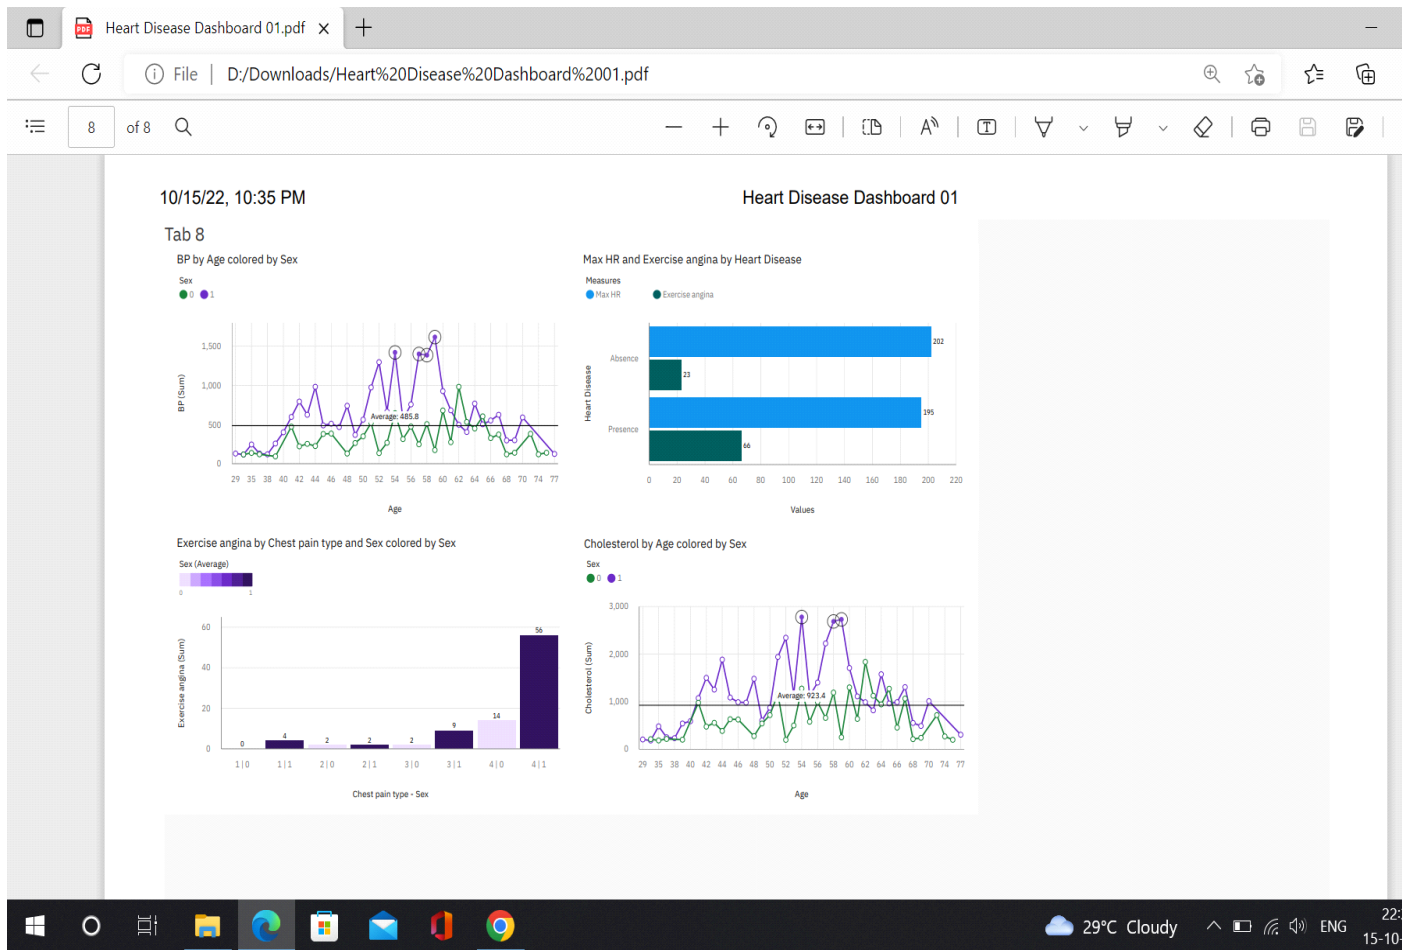 Heart Disease Dashboard 01.pdf
File | D:/Downloads/Heart%20Disease%20Dashboard%2001.pdf
8 of 8
10/15/22, 10:35 PM Heart Disease Dashboard 01
Tab 8
BP by Age colored by Sex
Sex
0 1
BP (Sum)
1,500
1,000
500
0
Average: 485.8
29 35 38 40 42 44 46 48 50 52 54 56 58 60 62 64 66 68 70 74 77
Age
Max HR and Exercise angina by Heart Disease
Measures
Max HR Exercise angina
Heart Disease
Absence
202
23
Presence
195
66
0 20 40 60 80 100 120 140 160 180 200 220
Values
Exercise angina by Chest pain type and Sex colored by Sex
Sex (Average)
0 1
Exercise angina (Sum)
60
40
20
0
0 4 2 2 2 9 14 56
1|0 1|1 2|0 2|1 3|0 3|1 4|0 4|1
Chest pain type - Sex
Cholesterol by Age colored by Sex
Sex
0 1
Cholesterol (Sum)
3,000
2,000
1,000
0
Average: 923.4
29 35 38 40 42 44 46 48 50 52 54 56 58 60 62 64 66 68 70 74 77
Age
29°C Cloudy
ENG
22:
15-10-